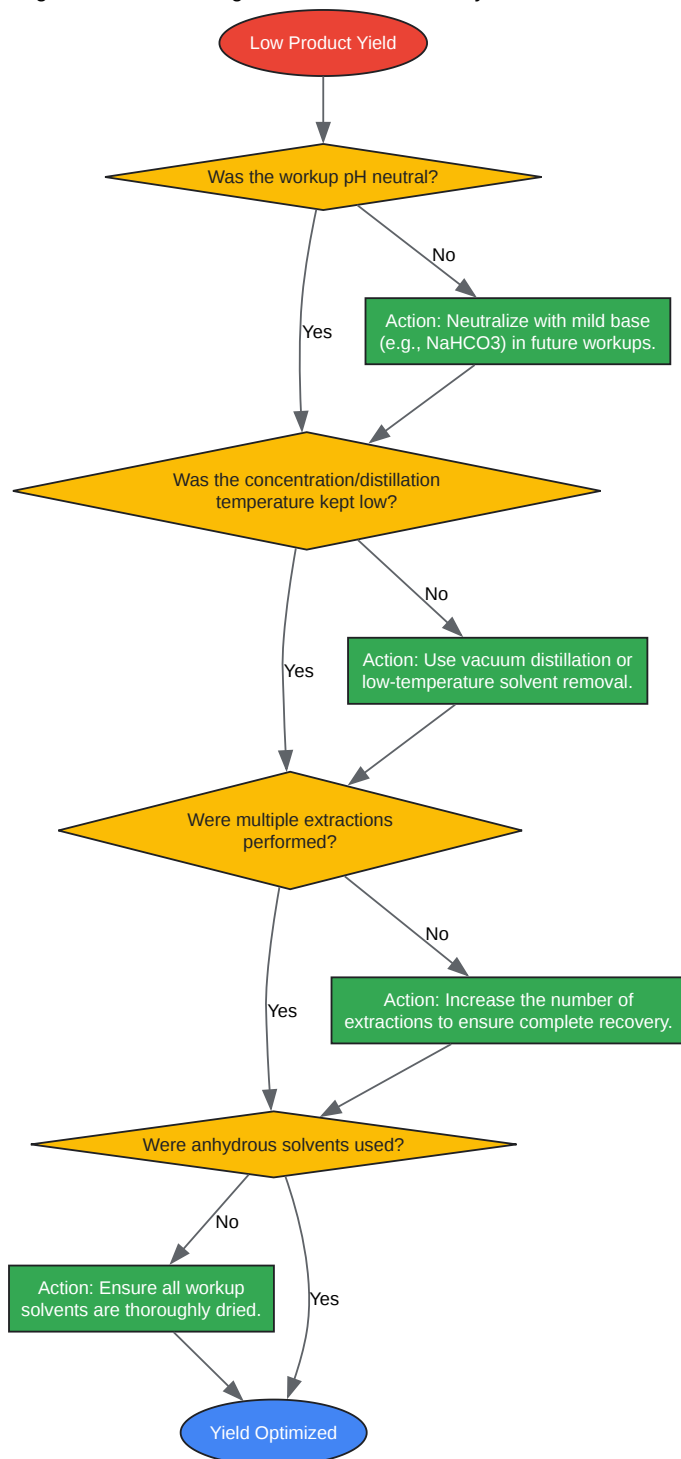 Low Product Yield
Was the workup pH neutral?
No
Action: Neutralize with mild base
(e.g., NaHCO3) in future workups.
Yes
Was the concentration/distillation
temperature kept low?
No
Action: Use vacuum distillation or
low-temperature solvent removal.
Yes
Were multiple extractions
performed?
No
Action: Increase the number of
extractions to ensure complete recovery.
Yes
Were anhydrous solvents used?
No
Action: Ensure all workup
solvents are thoroughly dried.
Yes
Yield Optimized